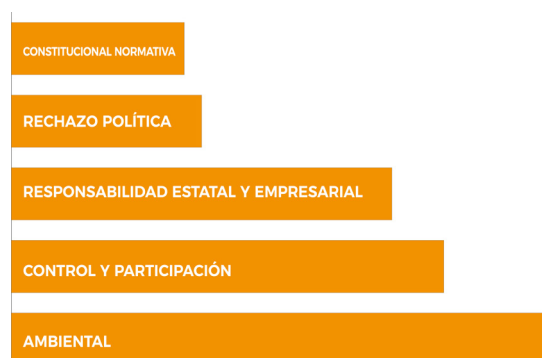 CONSTITUCIONAL NORMATIVA
RECHAZO POLÍTICA
RESPONSABILIDAD ESTATAL Y EMPRESARIAL
CONTROL Y PARTICIPACIÓN
AMBIENTAL